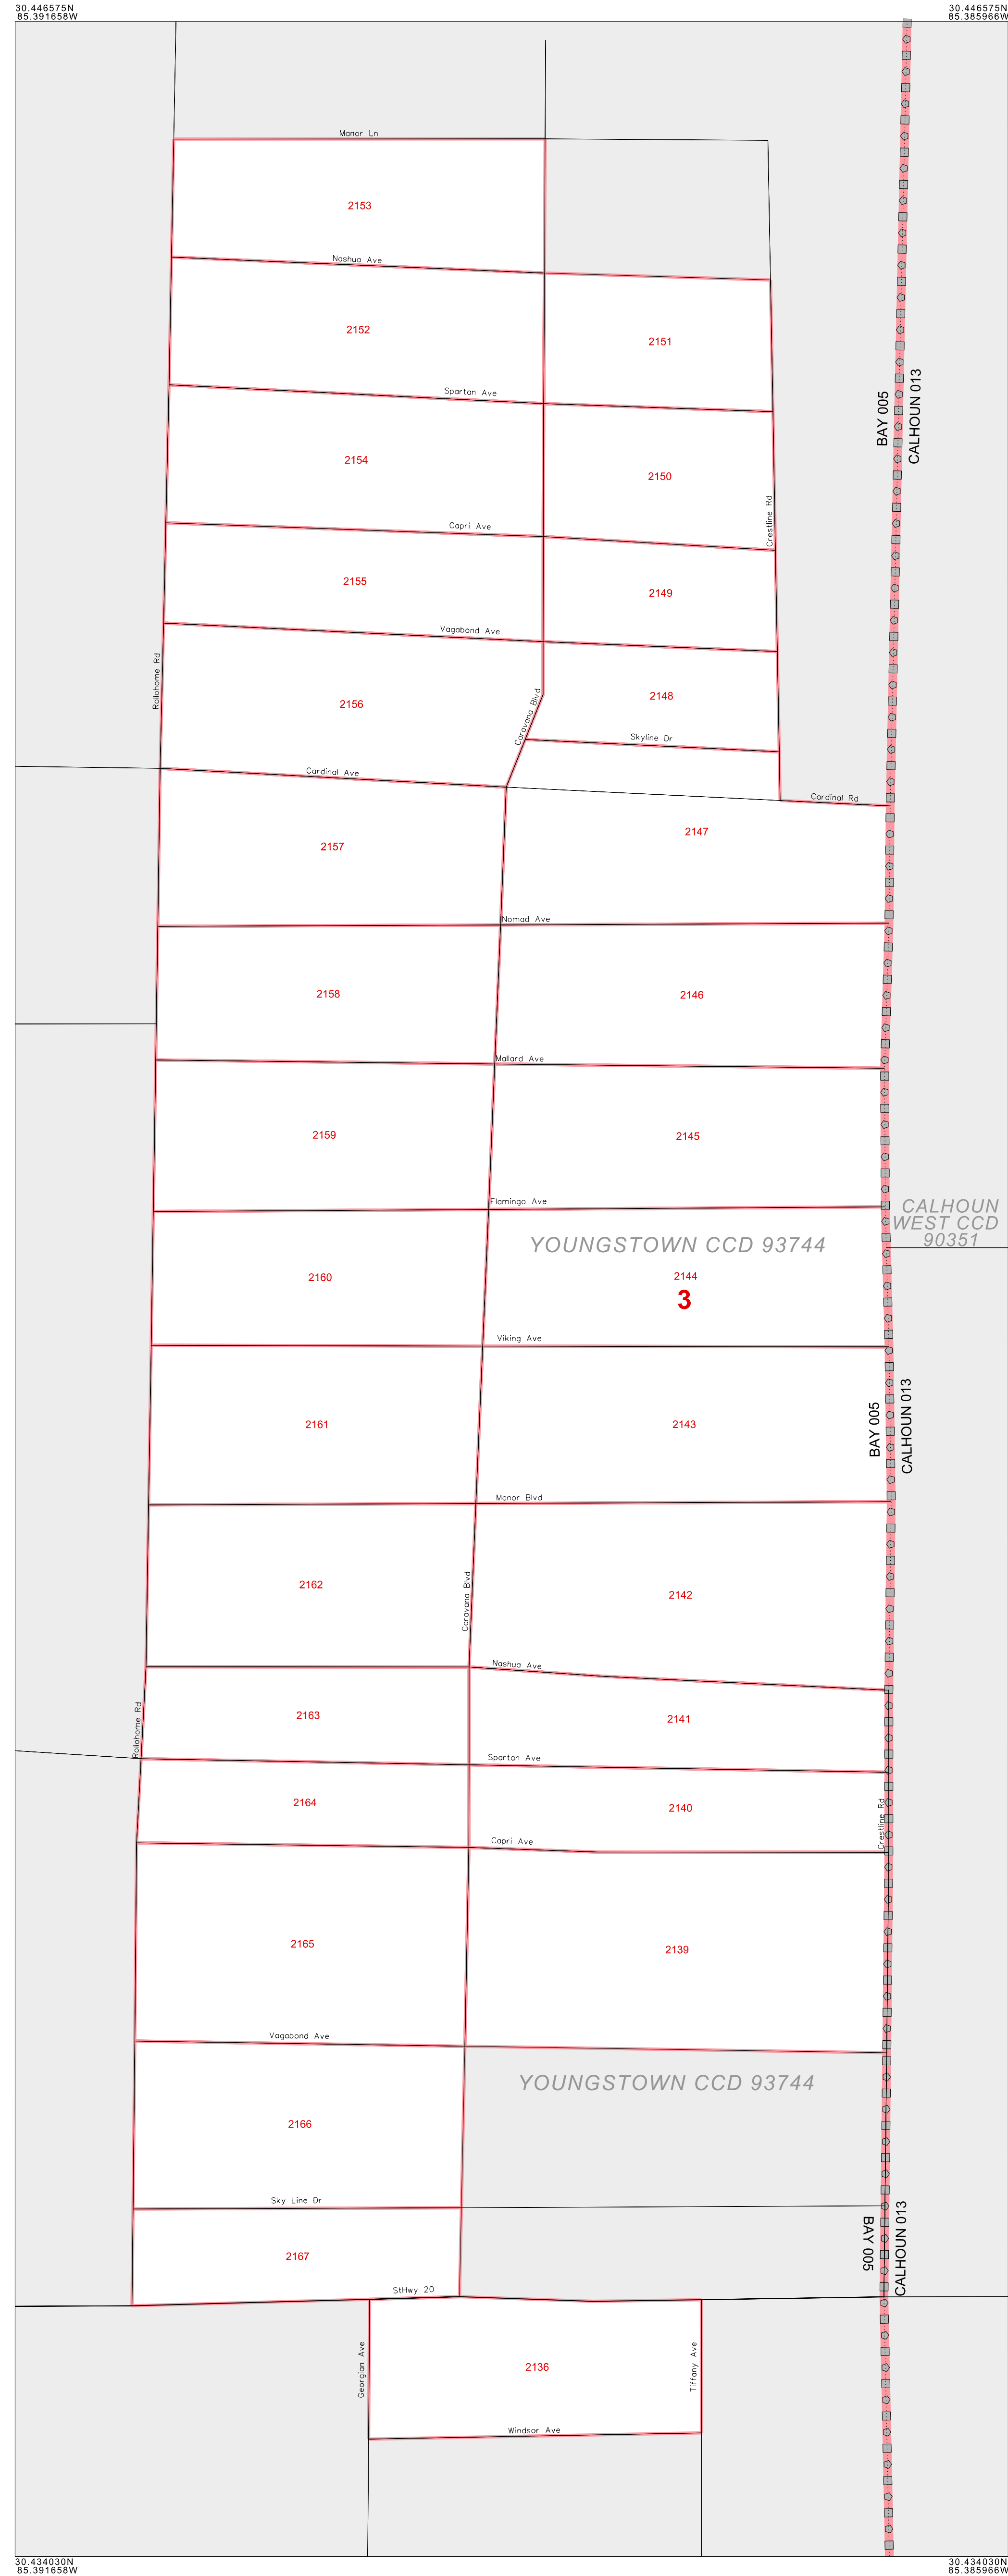 30.446575N
85.391658W
30.446575N
85.385966W
Manor Ln
2153
Nashua Ave
2152
2151
Spartan Ave
BAY 005
CALHOUN 013
2154
2150
Crestline Rd
Capri Ave
2155
2149
Vagabond Ave
Rollohome Rd
2156
Caravana Blvd
2148
Skyline Dr
Cardinal Ave
Cardinal Rd
2157
2147
Nomad Ave
2158
2146
Mallard Ave
2159
2145
Flamingo Ave
CALHOUN
WEST CCD
90351
YOUNGSTOWN CCD 93744
2160
2144
3
Viking Ave
BAY 005
CALHOUN 013
2161
2143
Manor Blvd
2162
Caravana Blvd
2142
Nashua Ave
Rollohome Rd
2163
2141
Spartan Ave
2164
2140
Crestline Rd
Capri Ave
2165
2139
Vagabond Ave
YOUNGSTOWN CCD 93744
2166
Sky Line Dr
BAY 005
CALHOUN 013
2167
StHwy 20
Georgian Ave
2136
Tiffany Ave
Windsor Ave
30.434030N
85.391658W
30.434030N
85.385966W